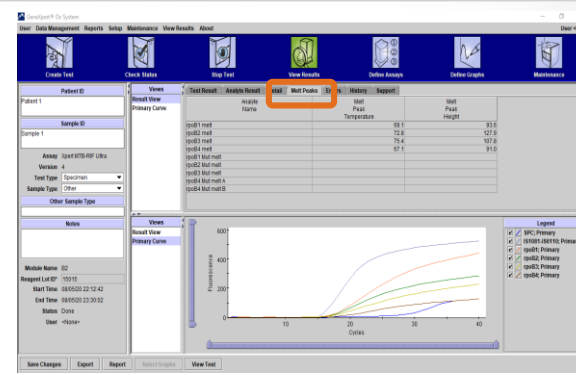 GeneXpert® Dx System
User Data Management Reports Setup Maintenance View Results About
User
Create Test Check Status Stop Test View Results Define Assays Define Graphs Maintenance
Patient ID
Patient 1
Sample ID
Sample 1
Assay Xpert MTB-RIF Ultra
Version 4
Test Type Specimen
Sample Type Other
Other Sample Type
Notes
Module Name B2
Reagent Lot ID* 15015
Start Time 08/05/20 22:12:42
End Time 08/05/20 23:30:02
Status Done
User <None>
Views
Result View
Primary Curve
Test Result Analyte Result Detail Melt Peaks Errors History Support
Analyte Name Melt Peak Temperature Melt Peak Height
rpoB1 melt 69.1 93.6
rpoB2 melt 72.8 127.9
rpoB3 melt 75.4 107.8
rpoB4 melt 67.1 91.0
rpoB1 Mut melt
rpoB2 Mut melt
rpoB3 Mut melt
rpoB4 Mut melt A
rpoB4 Mut melt B
Views
Result View
Primary Curve
Fluorescence
600
400
200
0
10 20 30 40
Cycles
Legend
SPC; Primary
IS1081-IS6110; Primary
rpoB1; Primary
rpoB2; Primary
rpoB3; Primary
rpoB4; Primary
Save Changes Export Report Select Graphs View Test